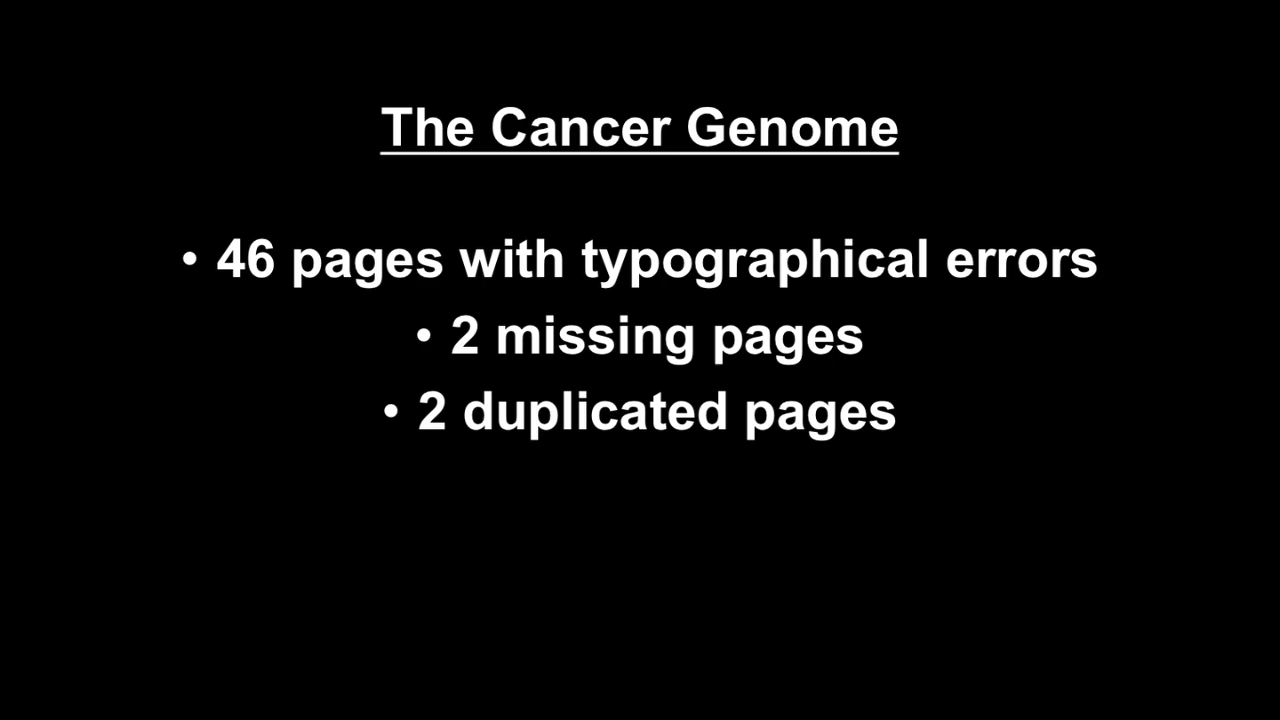 The Cancer Genome
• 46 pages with typographical errors
• 2 missing pages
• 2 duplicated pages